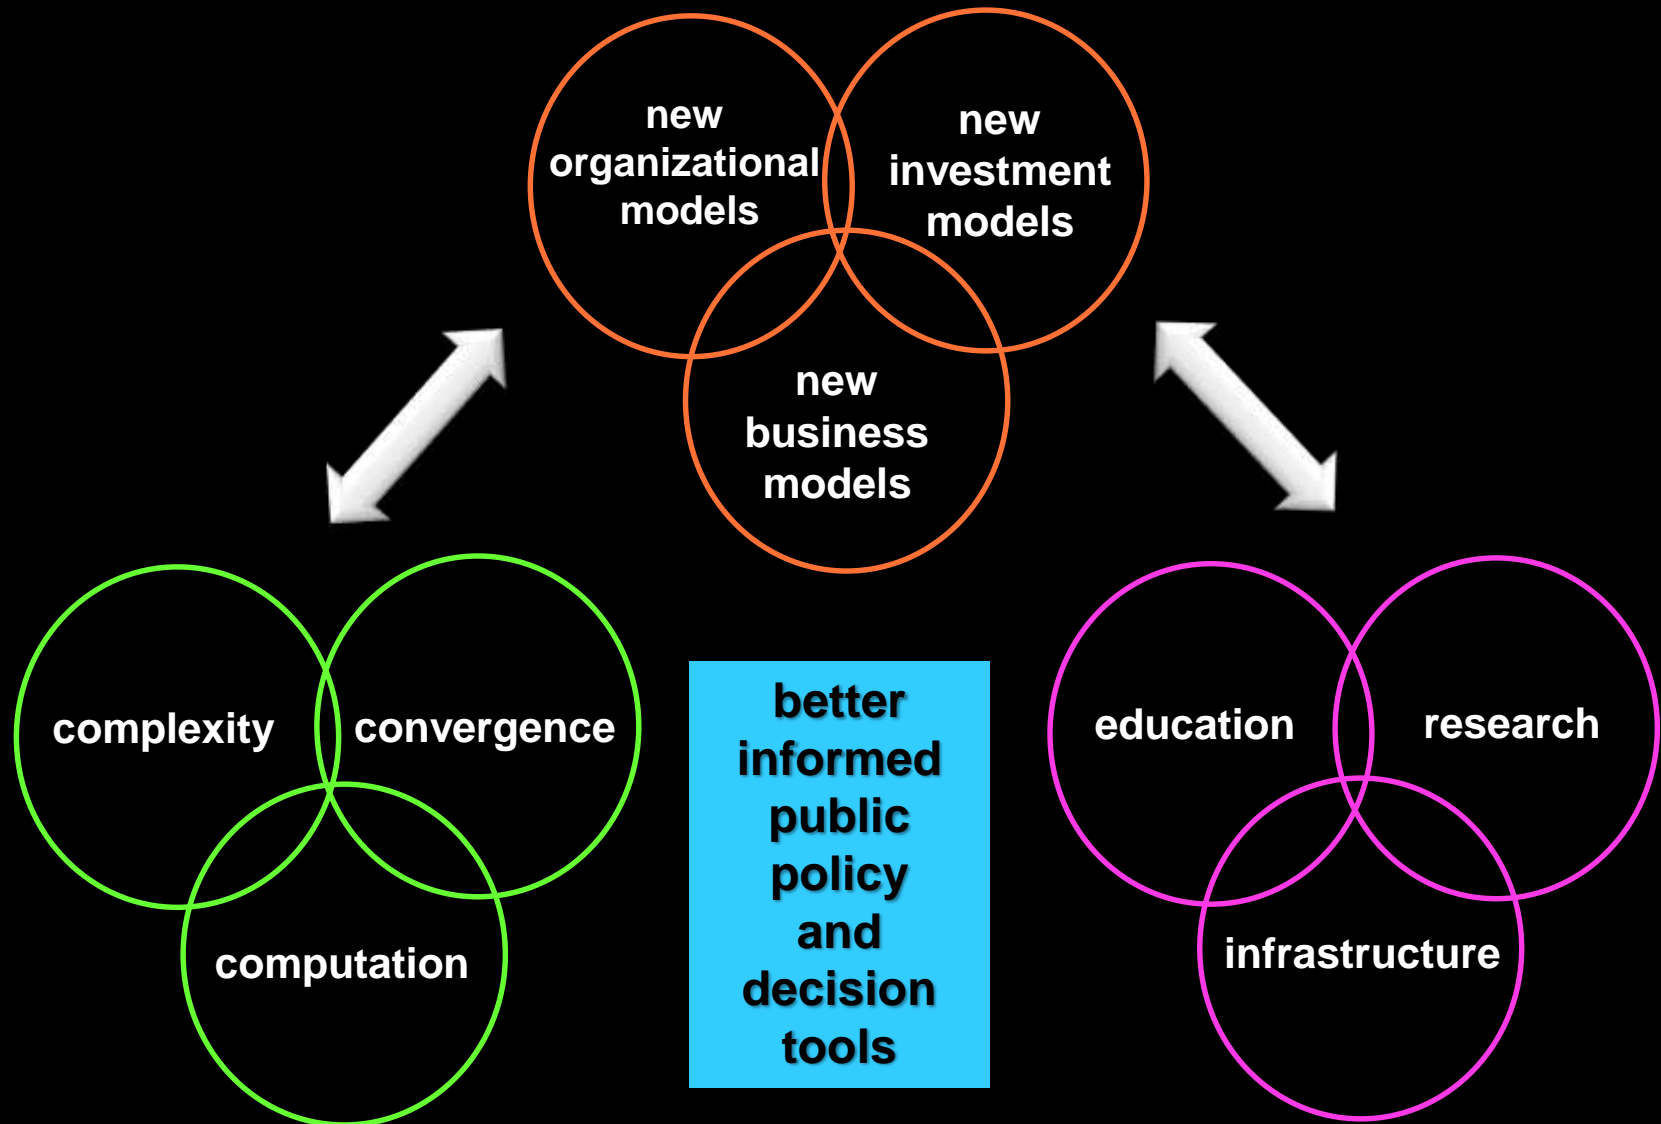 new
organizational
models
new
investment
models
new
business
models
complexity
convergence
computation
better
informed
public
policy
and
decision
tools
education
research
infrastructure